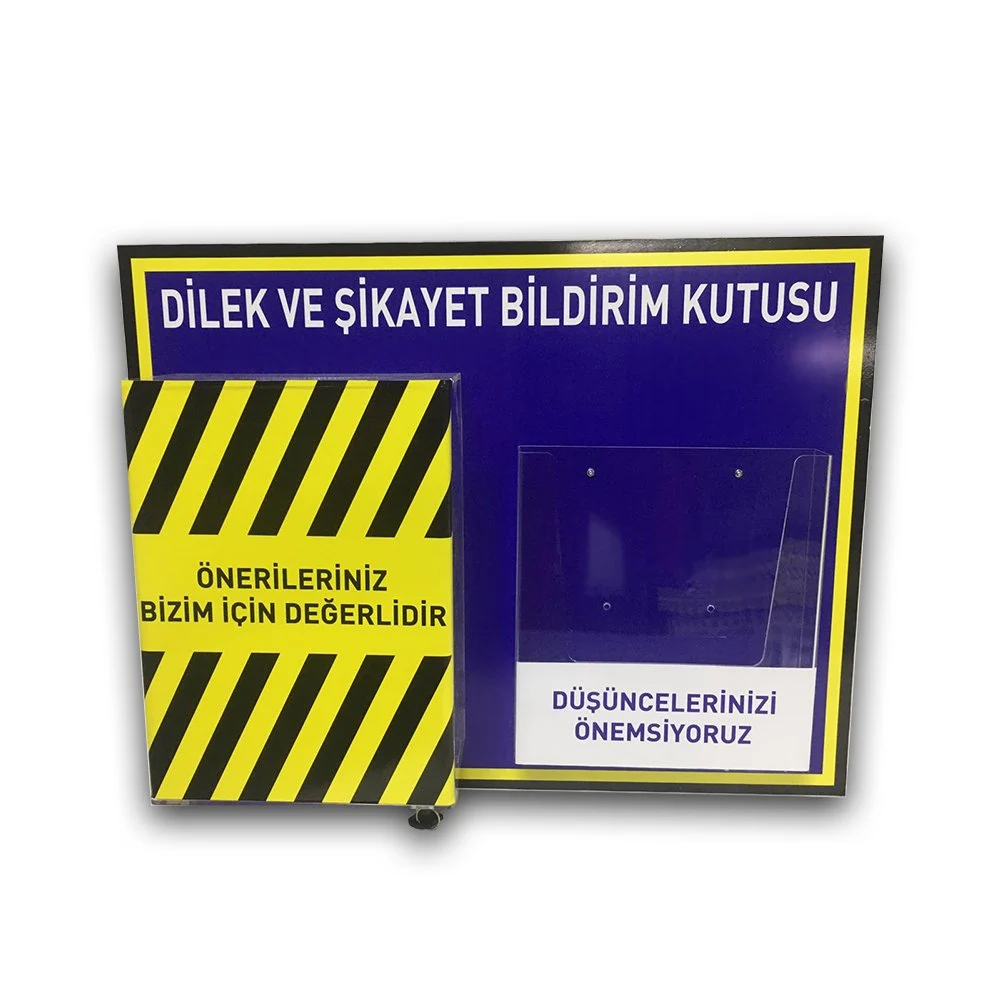 DİLEK VE ŞİKAYET BİLDİRİM KUTUSU
ÖNERİLERİNİZ
BİZİM İÇİN DEĞERLİDİR
DÜŞÜNCELERİNİZİ
ÖNEMSİYORUZ